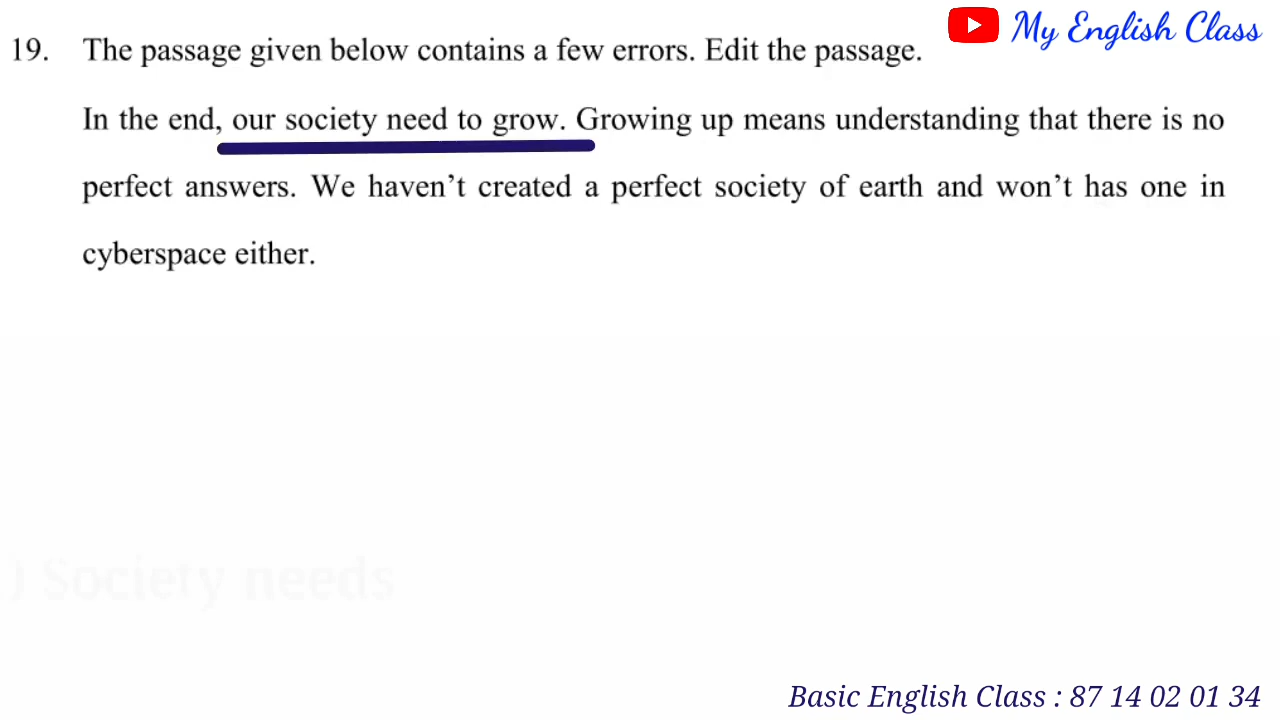 My English Class
19. The passage given below contains a few errors. Edit the passage.
In the end, our society need to grow. Growing up means understanding that there is no
perfect answers. We haven't created a perfect society of earth and won't has one in
cyberspace either.
) Society needs
Basic English Class : 87 14 02 01 34